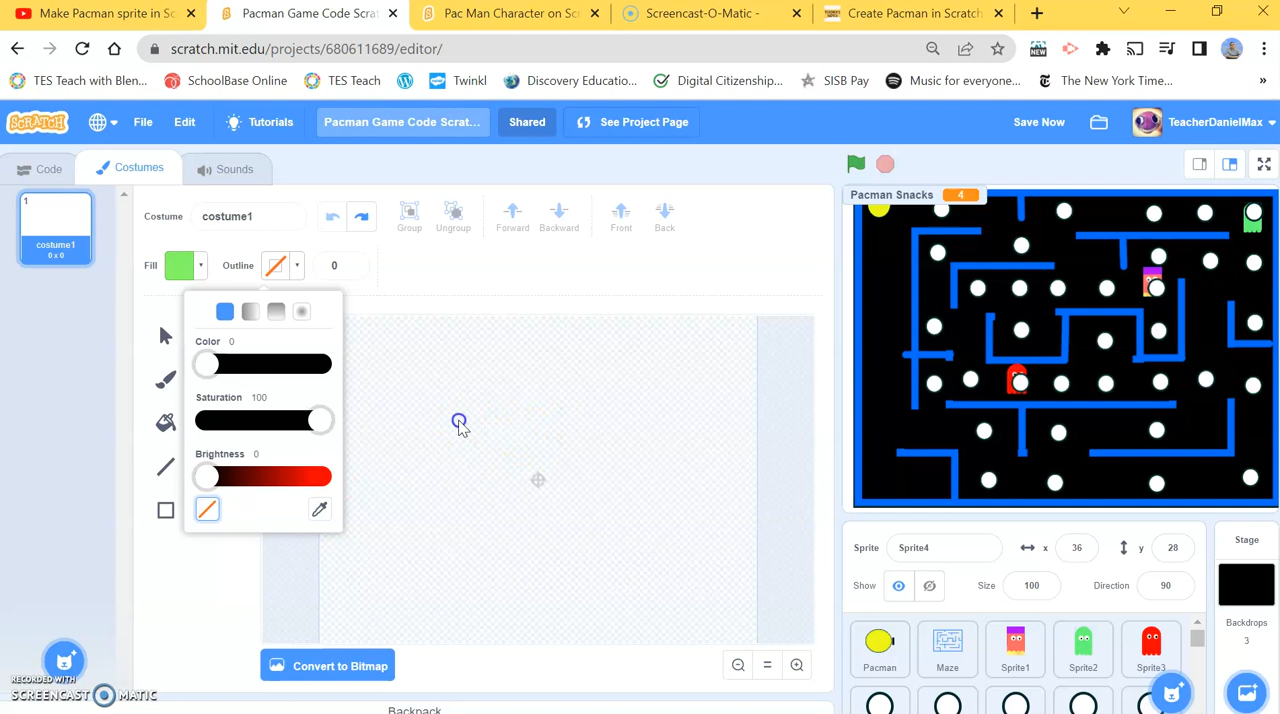 Make Pacman sprite in Sc
Pacman Game Code Scrat
Pac Man Character on Scr
Screencast-O-Matic -
Create Pacman in Scratch
scratch.mit.edu/projects/680611689/editor/
NEW
TES Teach with Blen...
SchoolBase Online
TES Teach
Twinkl
Discovery Educatio...
Digital Citizenship...
SISB Pay
Music for everyone...
The New York Time...
»
SCRATCH
File
Edit
Tutorials
Pacman Game Code Scrat...
Shared
See Project Page
Save Now
TeacherDanielMax
Code
Costumes
Sounds
Pacman Snacks 4
1
costume1
0 x 0
Costume
costume1
Group
Ungroup
Forward
Backward
Front
Back
Fill
Outline
0
Color 0
Saturation 100
Brightness 0
Convert to Bitmap
Sprite
Sprite4
x
36
y
28
Show
Size
100
Direction
90
Stage
Backdrops
3
Pacman
Maze
Sprite1
Sprite2
Sprite3
RECORDED WITH
SCREENCAST MATIC
Backpack